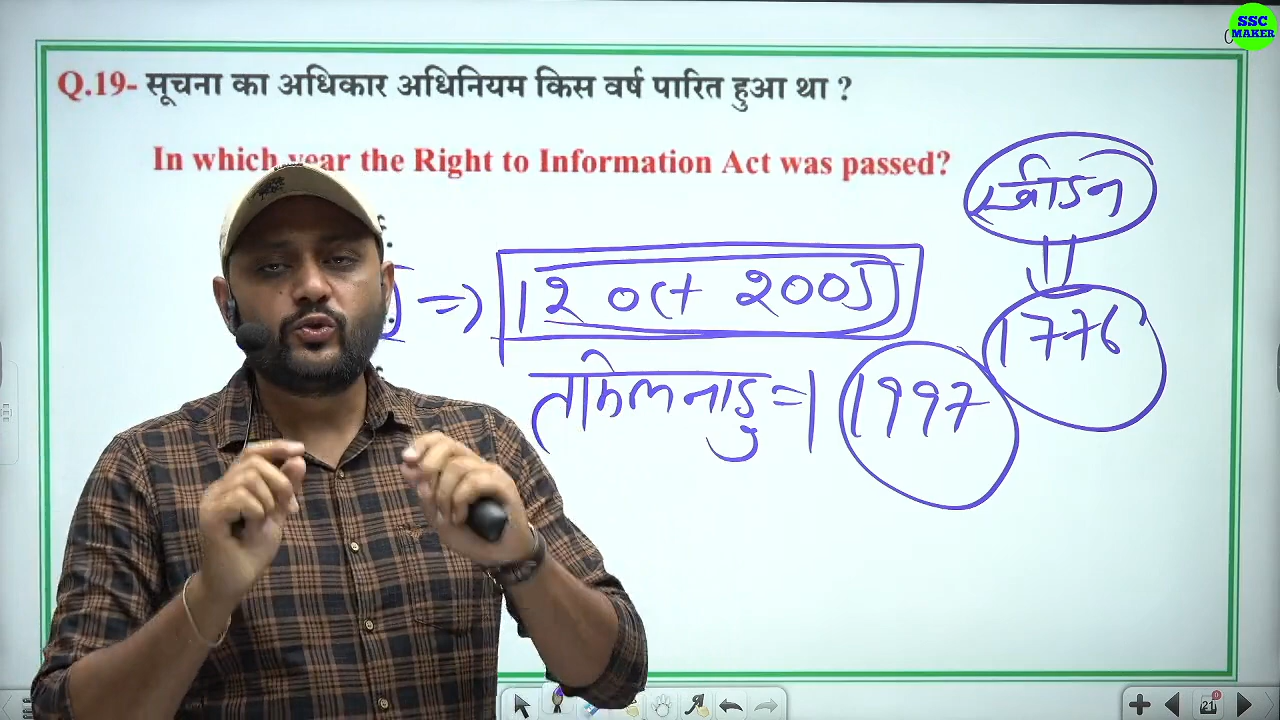 SSC
MAKER
Q.19- सूचना का अधिकार अधिनियम किस वर्ष पारित हुआ था ?
In which year the Right to Information Act was passed?
स्वीडन
1776
=> 12 Oct 2005
तमिलनाडु = 1997
21